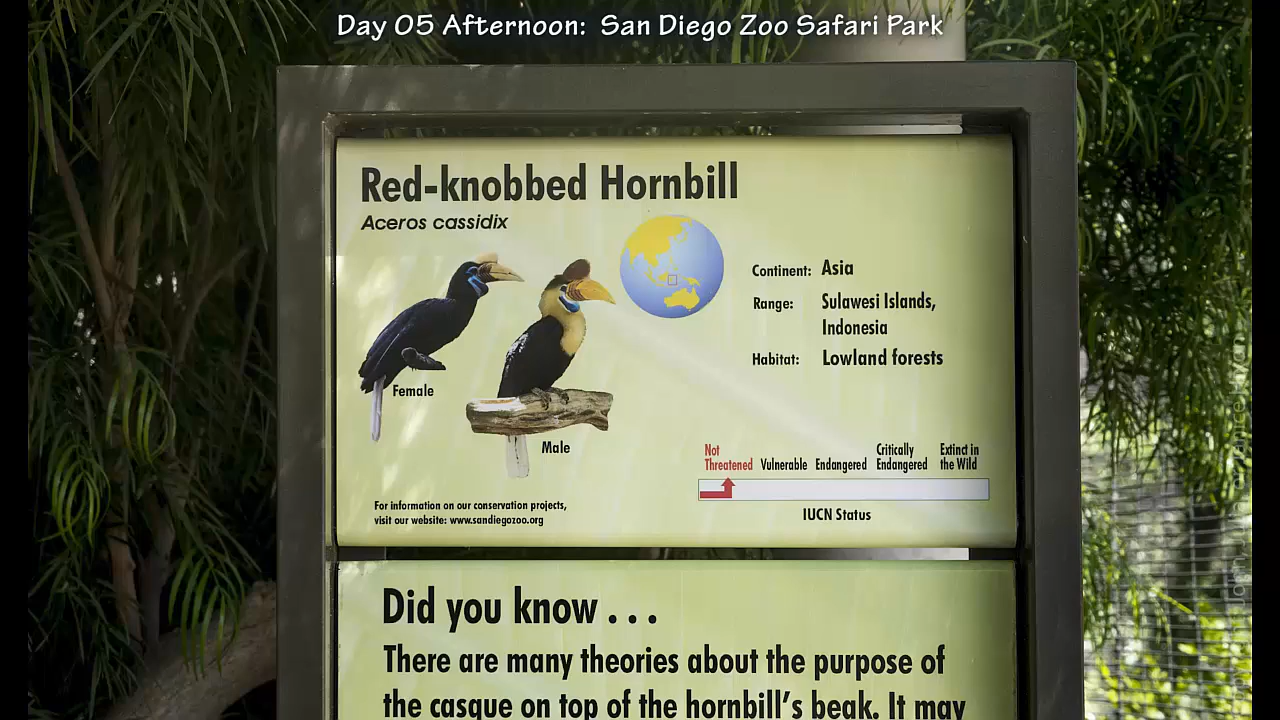 Day 05 Afternoon: San Diego Zoo Safari Park
Red-knobbed Hornbill
Aceros cassidix
Continent: Asia
Range: Sulawesi Islands,
Indonesia
Habitat: Lowland forests
Female
Male
Not
Threatened
Vulnerable
Endangered
Critically
Endangered
Extinct in
the Wild
IUCN Status
For information on our conservation projects,
visit our website: www.sandiegozoo.org
Did you know . . .
There are many theories about the purpose of
the casque on top of the hornbill's beak. It may